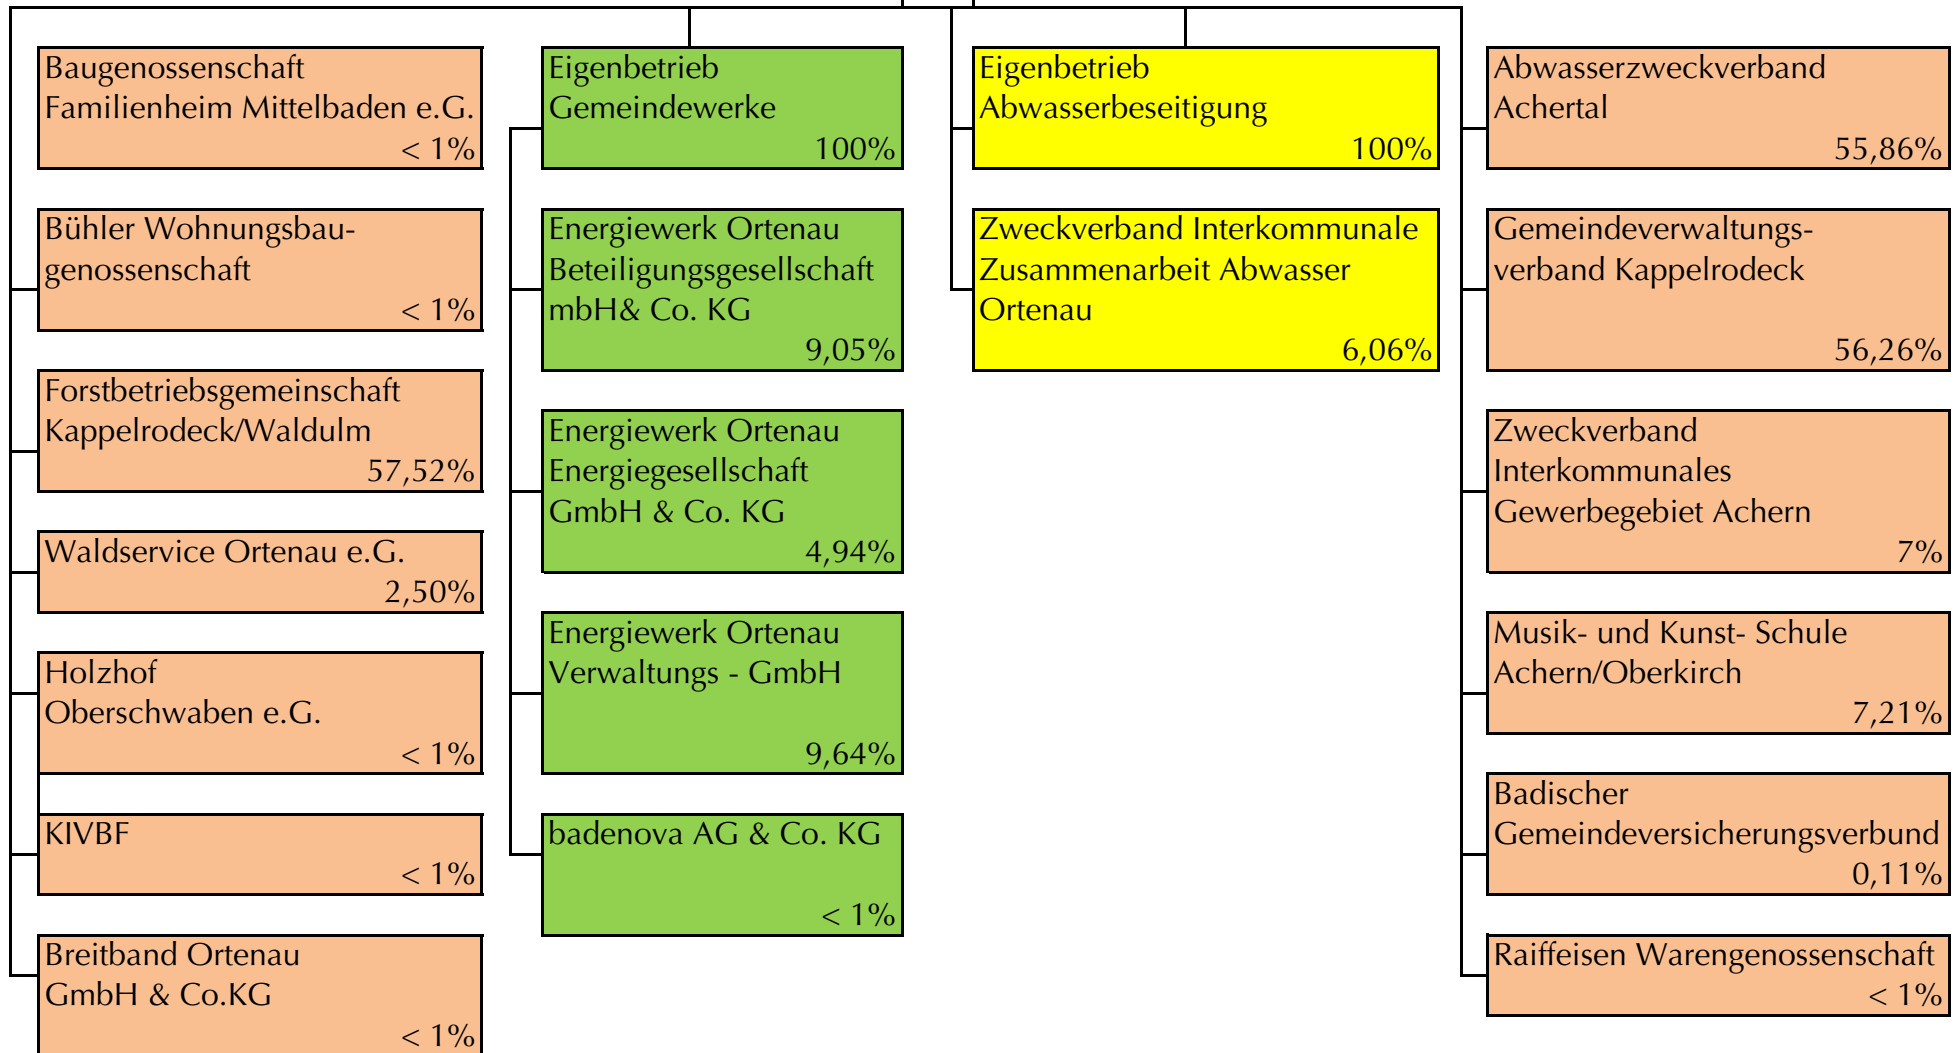 Baugenossenschaft
Familienheim Mittelbaden e.G.
< 1%
Bühler Wohnungsbau-
genossenschaft
< 1%
Forstbetriebsgemeinschaft
Kappelrodeck/Waldulm
57,52%
Waldservice Ortenau e.G.
2,50%
Holzhof
Oberschwaben e.G.
< 1%
KIVBF
< 1%
Breitband Ortenau
GmbH & Co.KG
< 1%
Eigenbetrieb
Gemeindewerke
100%
Energiewerk Ortenau
Beteiligungsgesellschaft
mbH& Co. KG
9,05%
Energiewerk Ortenau
Energiegesellschaft
GmbH & Co. KG
4,94%
Energiewerk Ortenau
Verwaltungs - GmbH
9,64%
badenova AG & Co. KG
< 1%
Eigenbetrieb
Abwasserbeseitigung
100%
Zweckverband Interkommunale
Zusammenarbeit Abwasser
Ortenau
6,06%
Abwasserzweckverband
Achertal
55,86%
Gemeindeverwaltungs-
verband Kappelrodeck
56,26%
Zweckverband
Interkommunales
Gewerbegebiet Achern
7%
Musik- und Kunst- Schule
Achern/Oberkirch
7,21%
Badischer
Gemeindeversicherungsverbund
0,11%
Raiffeisen Warengenossenschaft
< 1%